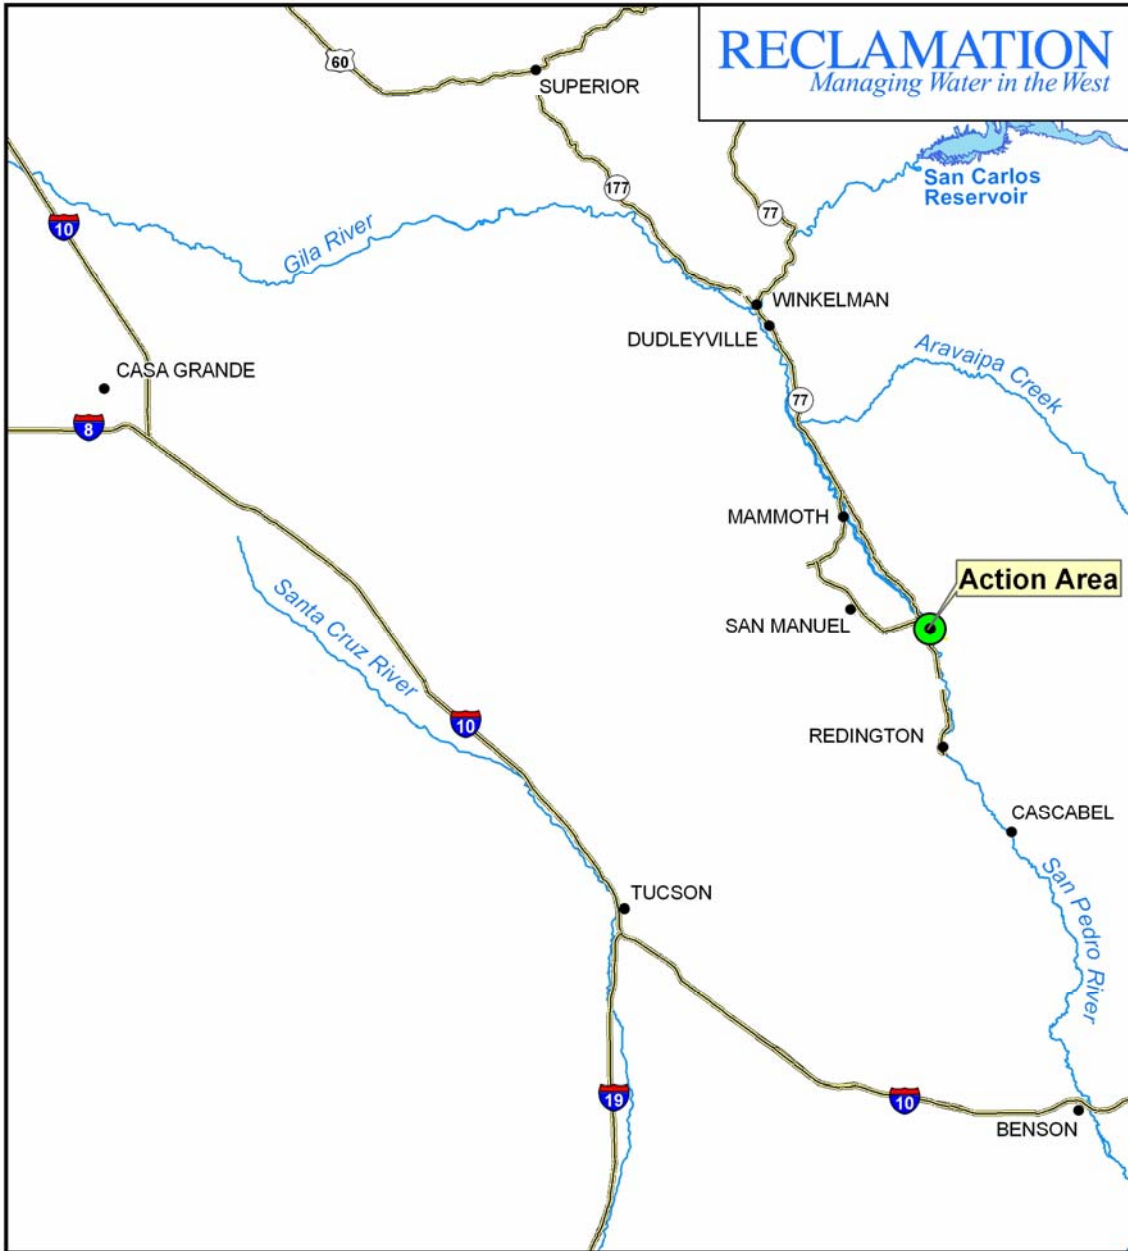 RECLAMATION
Managing Water in the West
60
SUPERIOR
San Carlos
Reservoir
177
77
10
Gila River
WINKELMAN
DUDLEYVILLE
Aravaipa Creek
CASA GRANDE
77
8
MAMMOTH
Action Area
Santa Cruz River
SAN MANUEL
10
REDINGTON
CASCABEL
San Pedro River
TUCSON
19
10
BENSON